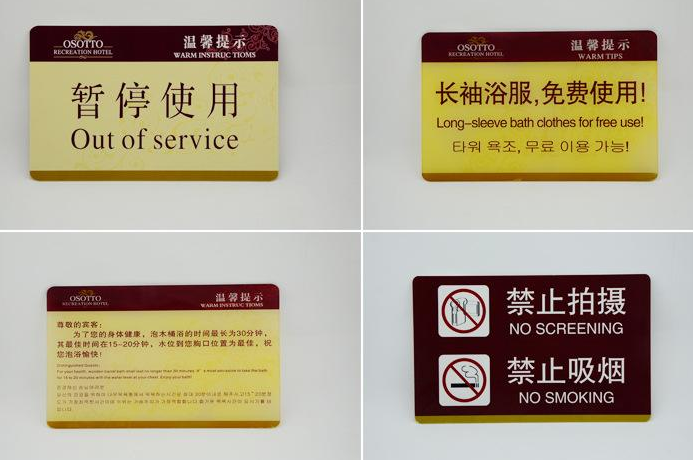 OSOTTO
RECREATION HOTEL
温馨提示
WARM INSTRUC TIOMS
暂停使用
Out of service
OSOTTO
RECREATION HOTEL
温馨提示
WARM TIPS
长袖浴服,免费使用!
Long-sleeve bath clothes for free use!
타워 욕조, 무료 이용 가능!
OSOTTO
RECREATION HOTEL
温馨提示
WARM INSTRUC TIOMS
尊敬的宾客:
为了您的身体健康，泡木桶浴的时间最长为30分钟，
其最佳时间在15-20分钟，水位到您胸口位置为最佳，祝
您泡浴愉快!
禁止拍摄
NO SCREENING
禁止吸烟
NO SMOKING